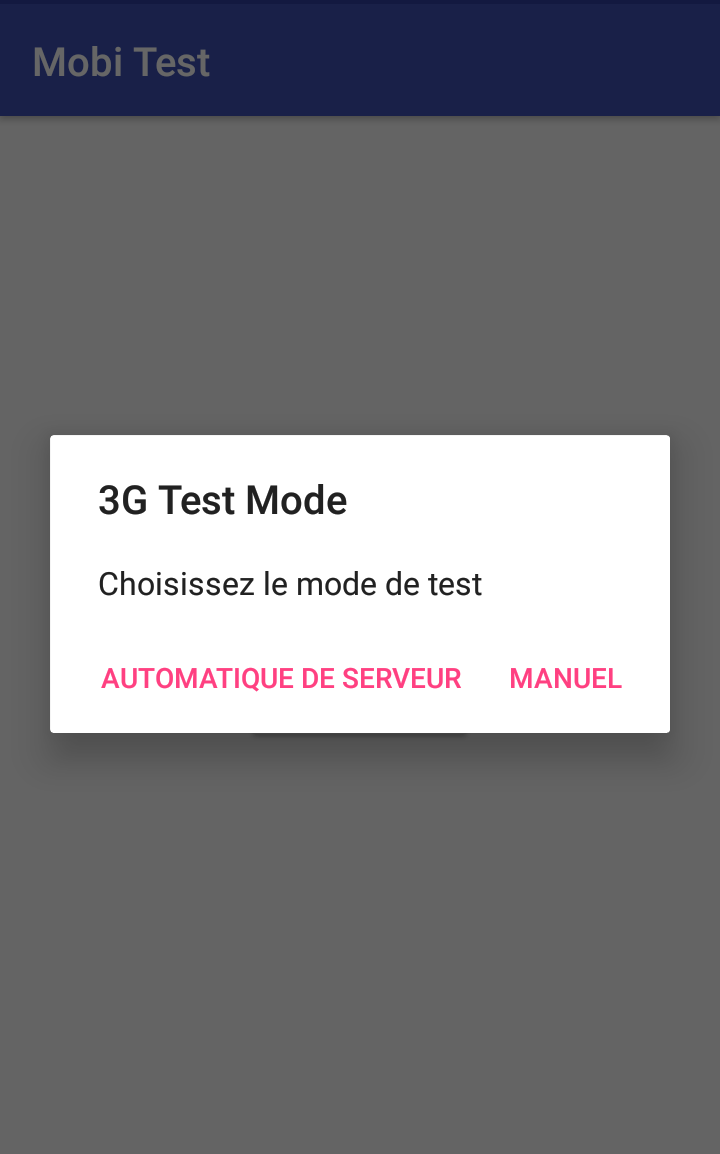 Mobi Test
3G Test Mode
Choisissez le mode de test
AUTOMATIQUE DE SERVEUR MANUEL